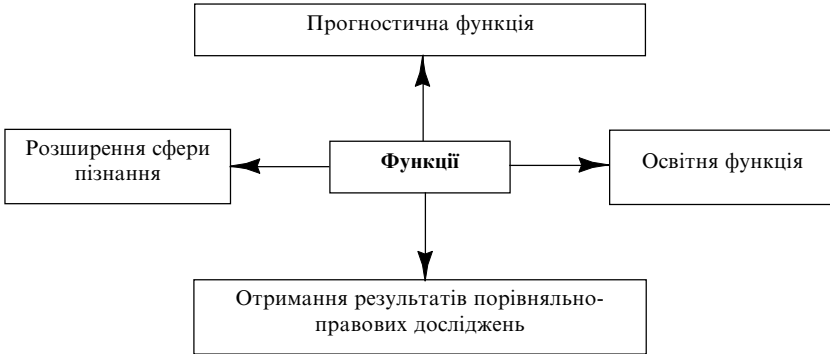 Прогностична функція
Розширення сфери
пізнання
Функції
Освітня функція
Отримання результатів порівняльно-
правових досліджень